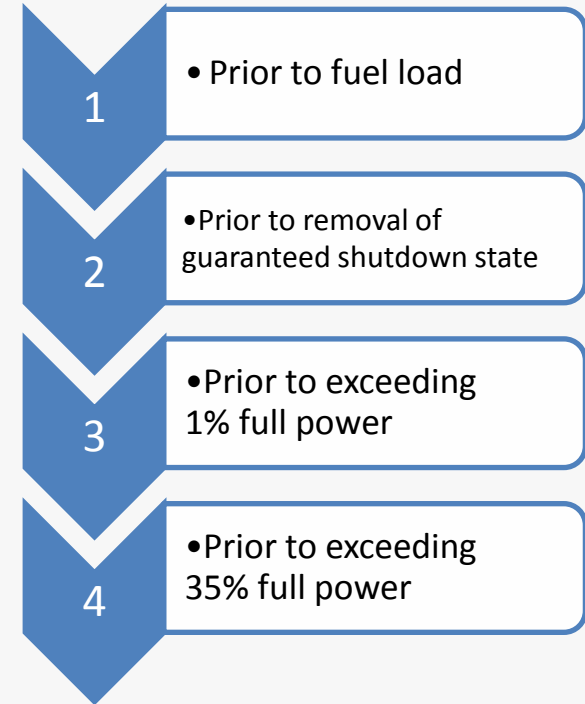 1
• Prior to fuel load
2
•Prior to removal of
guaranteed shutdown state
3
•Prior to exceeding
1% full power
4
•Prior to exceeding
35% full power